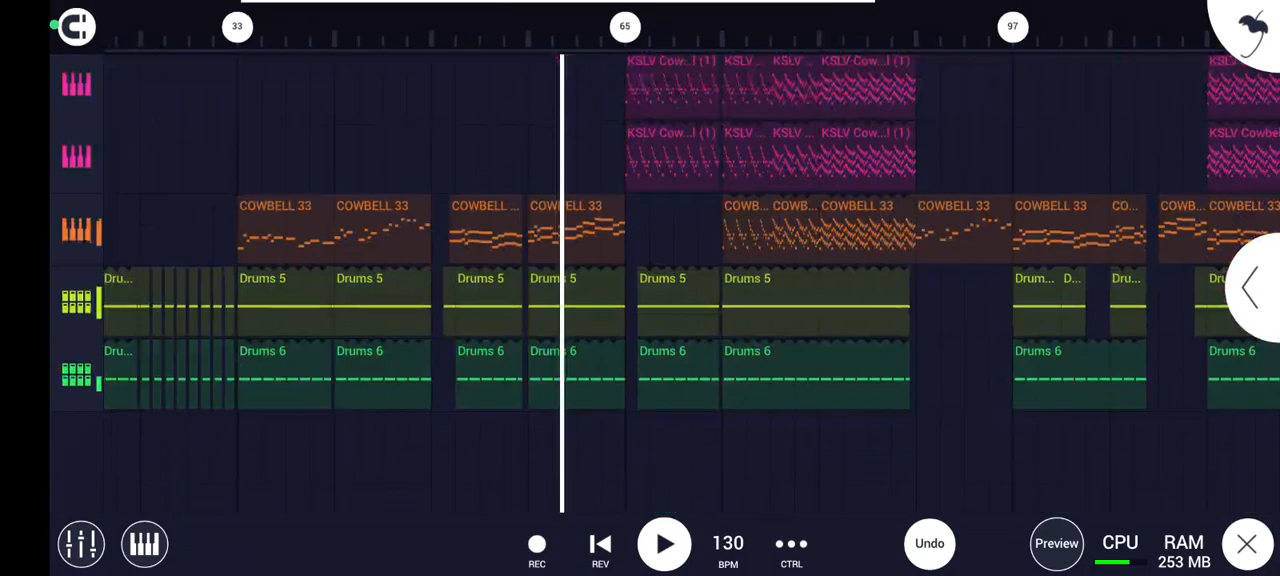 33 65 97
KSLV Cow...l (1) KSLV ... KSLV ... KSLV Cow...l (1) KSL
KSLV Cow...l (1) KSLV ... KSLV ... KSLV Cow...l (1) KSLV Cowbe
COWBELL 33 COWBELL 33 COWBELL ... COWBELL 33 COWB... COWB... COWBELL 33 COWBELL 33 COWBELL 33 CO... COWB... COWBELL 33
Dru... Drums 5 Drums 5 Drums 5 Drums 5 Drums 5 Drums 5 Drum... D... Dru... Dru
Dru... Drums 6 Drums 6 Drums 6 Drums 6 Drums 6 Drums 6 Drums 6 Drums 6
130 Undo Preview CPU RAM
REC REV BPM CTRL 253 MB